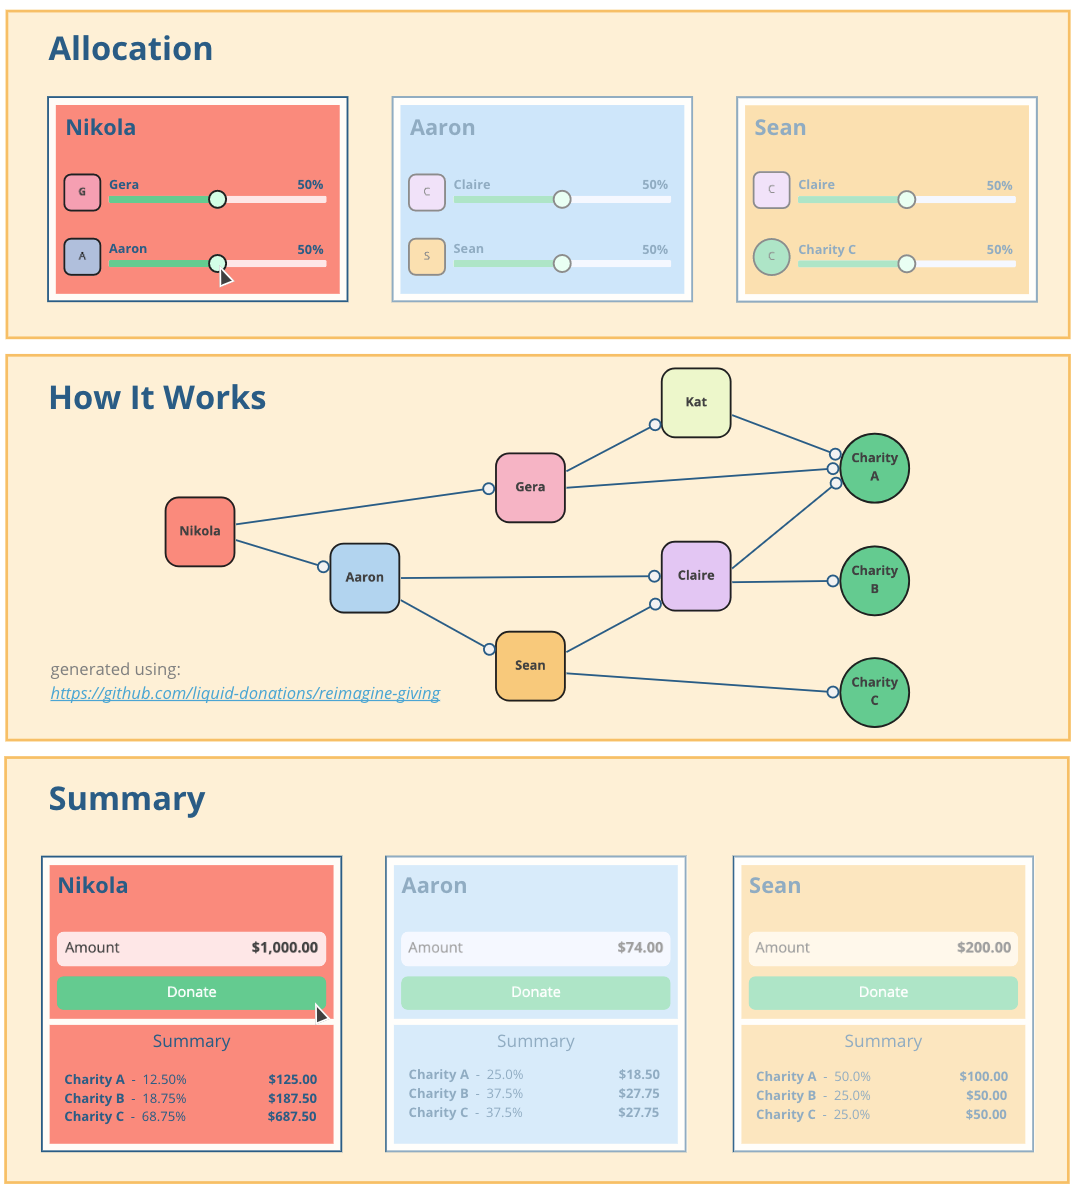 Allocation
Nikola
G
Gera
50%
A
Aaron
50%
Aaron
C
Claire
50%
S
Sean
50%
Sean
C
Claire
50%
C
Charity C
50%
How It Works
Kat
Charity
A
Gera
Nikola
Aaron
Claire
Charity
B
Sean
Charity
C
generated using:
https://github.com/liquid-donations/reimagine-giving
Summary
Nikola
Amount $1,000.00
Donate
Summary
Charity A - 12.50% $125.00
Charity B - 18.75% $187.50
Charity C - 68.75% $687.50
Aaron
Amount $74.00
Donate
Summary
Charity A - 25.0% $18.50
Charity B - 37.5% $27.75
Charity C - 37.5% $27.75
Sean
Amount $200.00
Donate
Summary
Charity A - 50.0% $100.00
Charity B - 25.0% $50.00
Charity C - 25.0% $50.00